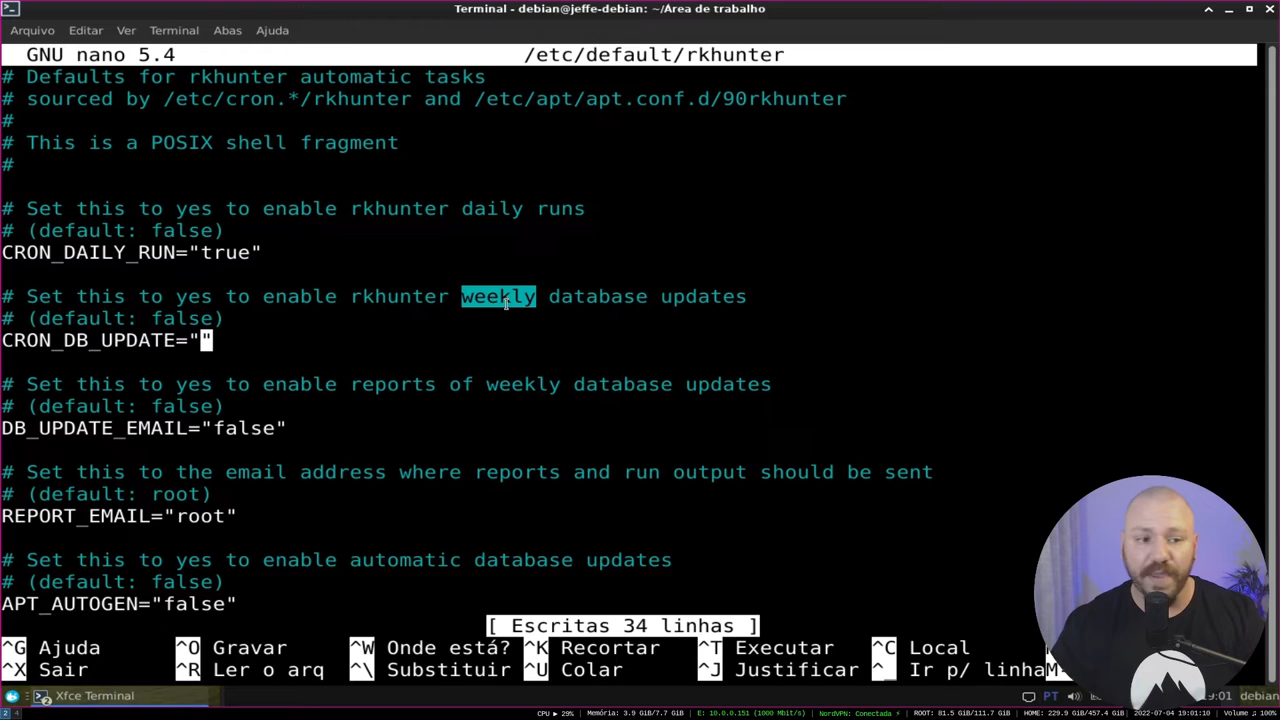 Terminal - debian@jeffe-debian: ~/Área de trabalho
Arquivo Editar Ver Terminal Abas Ajuda
GNU nano 5.4 /etc/default/rkhunter
# Defaults for rkhunter automatic tasks
# sourced by /etc/cron.*/rkhunter and /etc/apt/apt.conf.d/90rkhunter
#
# This is a POSIX shell fragment
#
# Set this to yes to enable rkhunter daily runs
# (default: false)
CRON_DAILY_RUN="true"
# Set this to yes to enable rkhunter weekly database updates
# (default: false)
CRON_DB_UPDATE=""
# Set this to yes to enable reports of weekly database updates
# (default: false)
DB_UPDATE_EMAIL="false"
# Set this to the email address where reports and run output should be sent
# (default: root)
REPORT_EMAIL="root"
# Set this to yes to enable automatic database updates
# (default: false)
APT_AUTOGEN="false"
[ Escritas 34 linhas ]
^G Ajuda ^O Gravar ^W Onde está? ^K Recortar ^T Executar ^C Local
^X Sair ^R Ler o arq ^\ Substituir ^U Colar ^J Justificar ^_ Ir p/ linha
Xfce Terminal PT 19:01 debian
2 4 CPU 29% Memória: 3.9 GiB/7.7 GiB E: 10.0.0.151 (1000 Mbit/s) NordVPN: Conectada ROOT: 81.5 GiB/111.7 GiB HOME: 229.9 GiB/457.4 GiB 2022-07-04 19:01:10 Volume 100%